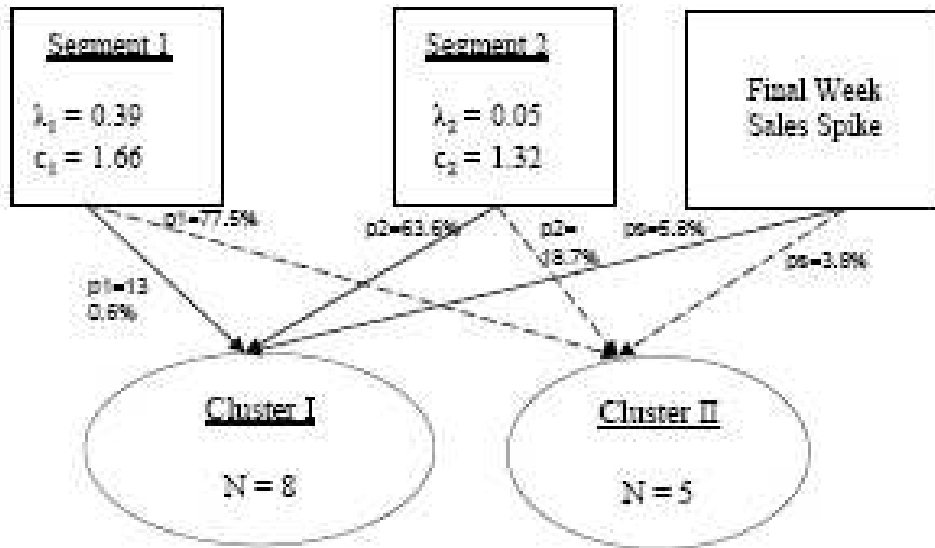 Segment 1
λ₁ = 0.39
c₁ = 1.66
Segment 2
λ₂ = 0.05
c₂ = 1.32
Final Week
Sales Spike
p1=77.5%
p2=63.6%
p2=
18.7%
ps=5.8%
ps=3.8%
p1=13
0.6%
Cluster I
N = 8
Cluster II
N = 5